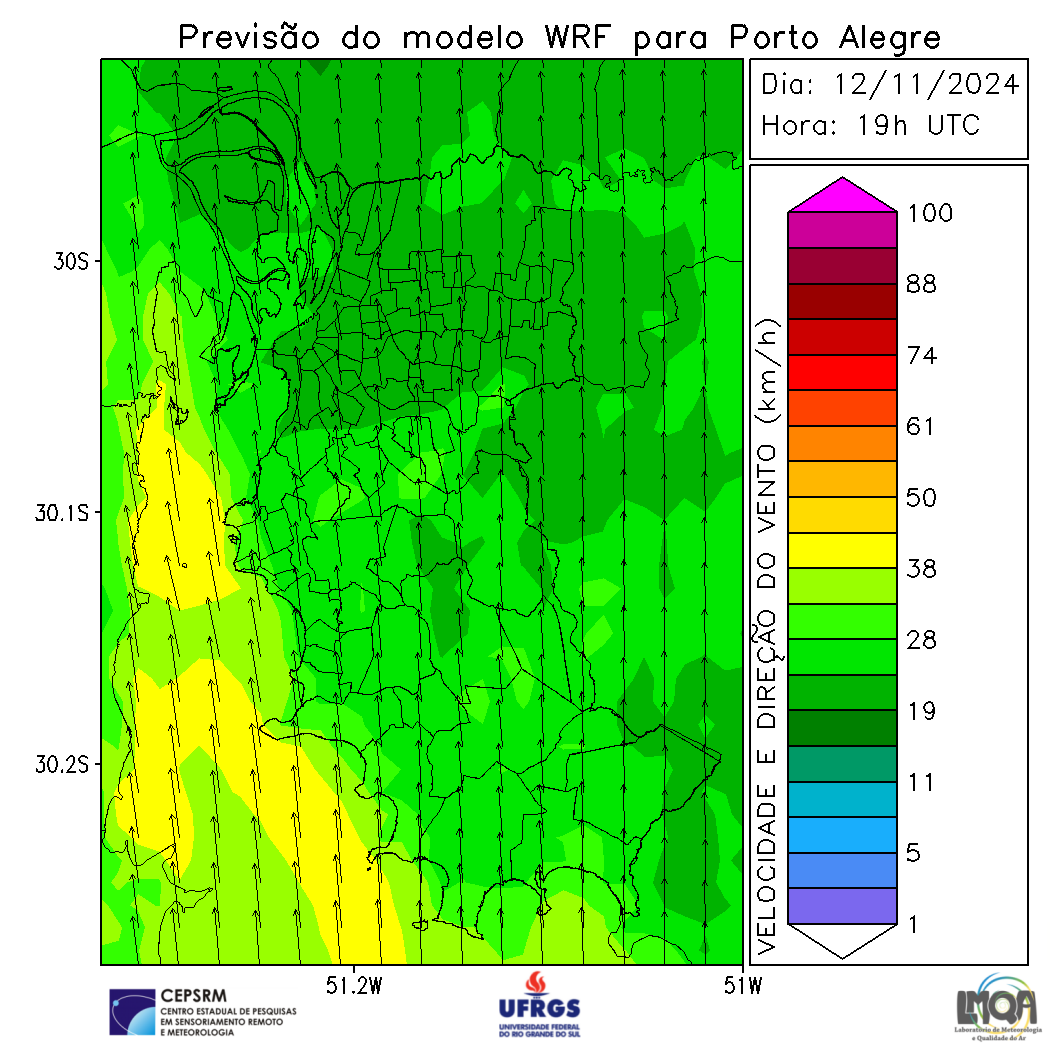 Previsão do modelo WRF para Porto Alegre
Dia: 12/11/2024
Hora: 19h UTC
30S
30.1S
30.2S
51.2W
51W
VELOCIDADE E DIREÇÃO DO VENTO (km/h)
100
88
74
61
50
38
28
19
11
5
1
CEPSRM
CENTRO ESTADUAL DE PESQUISAS
EM SENSORIAMENTO REMOTO
E METEOROLOGIA
UFRGS
UNIVERSIDADE FEDERAL
DO RIO GRANDE DO SUL
LMQA
Laboratório de Meteorologia
e Qualidade do Ar